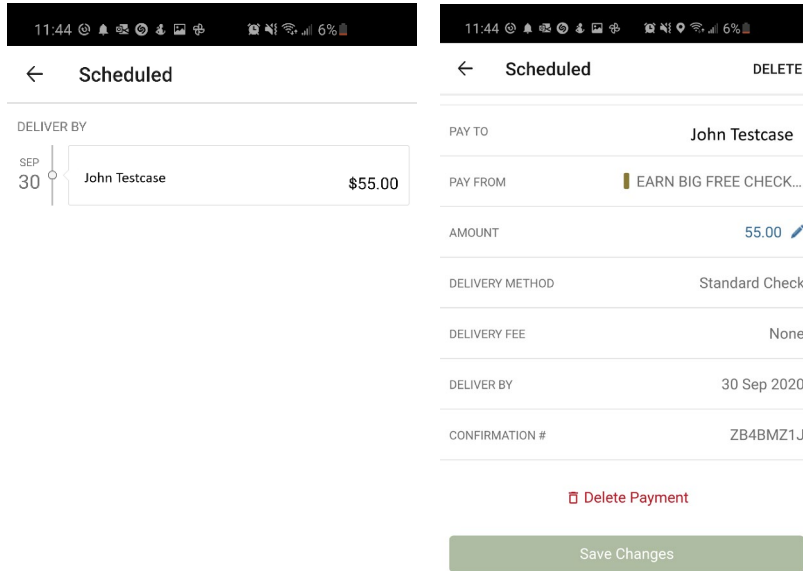 11:44 6%
Scheduled
DELIVER BY
SEP
30
John Testcase
$55.00
11:44 6%
Scheduled DELETE
PAY TO John Testcase
PAY FROM EARN BIG FREE CHECK...
AMOUNT 55.00
DELIVERY METHOD Standard Check
DELIVERY FEE None
DELIVER BY 30 Sep 2020
CONFIRMATION # ZB4BMZ1J
Delete Payment
Save Changes